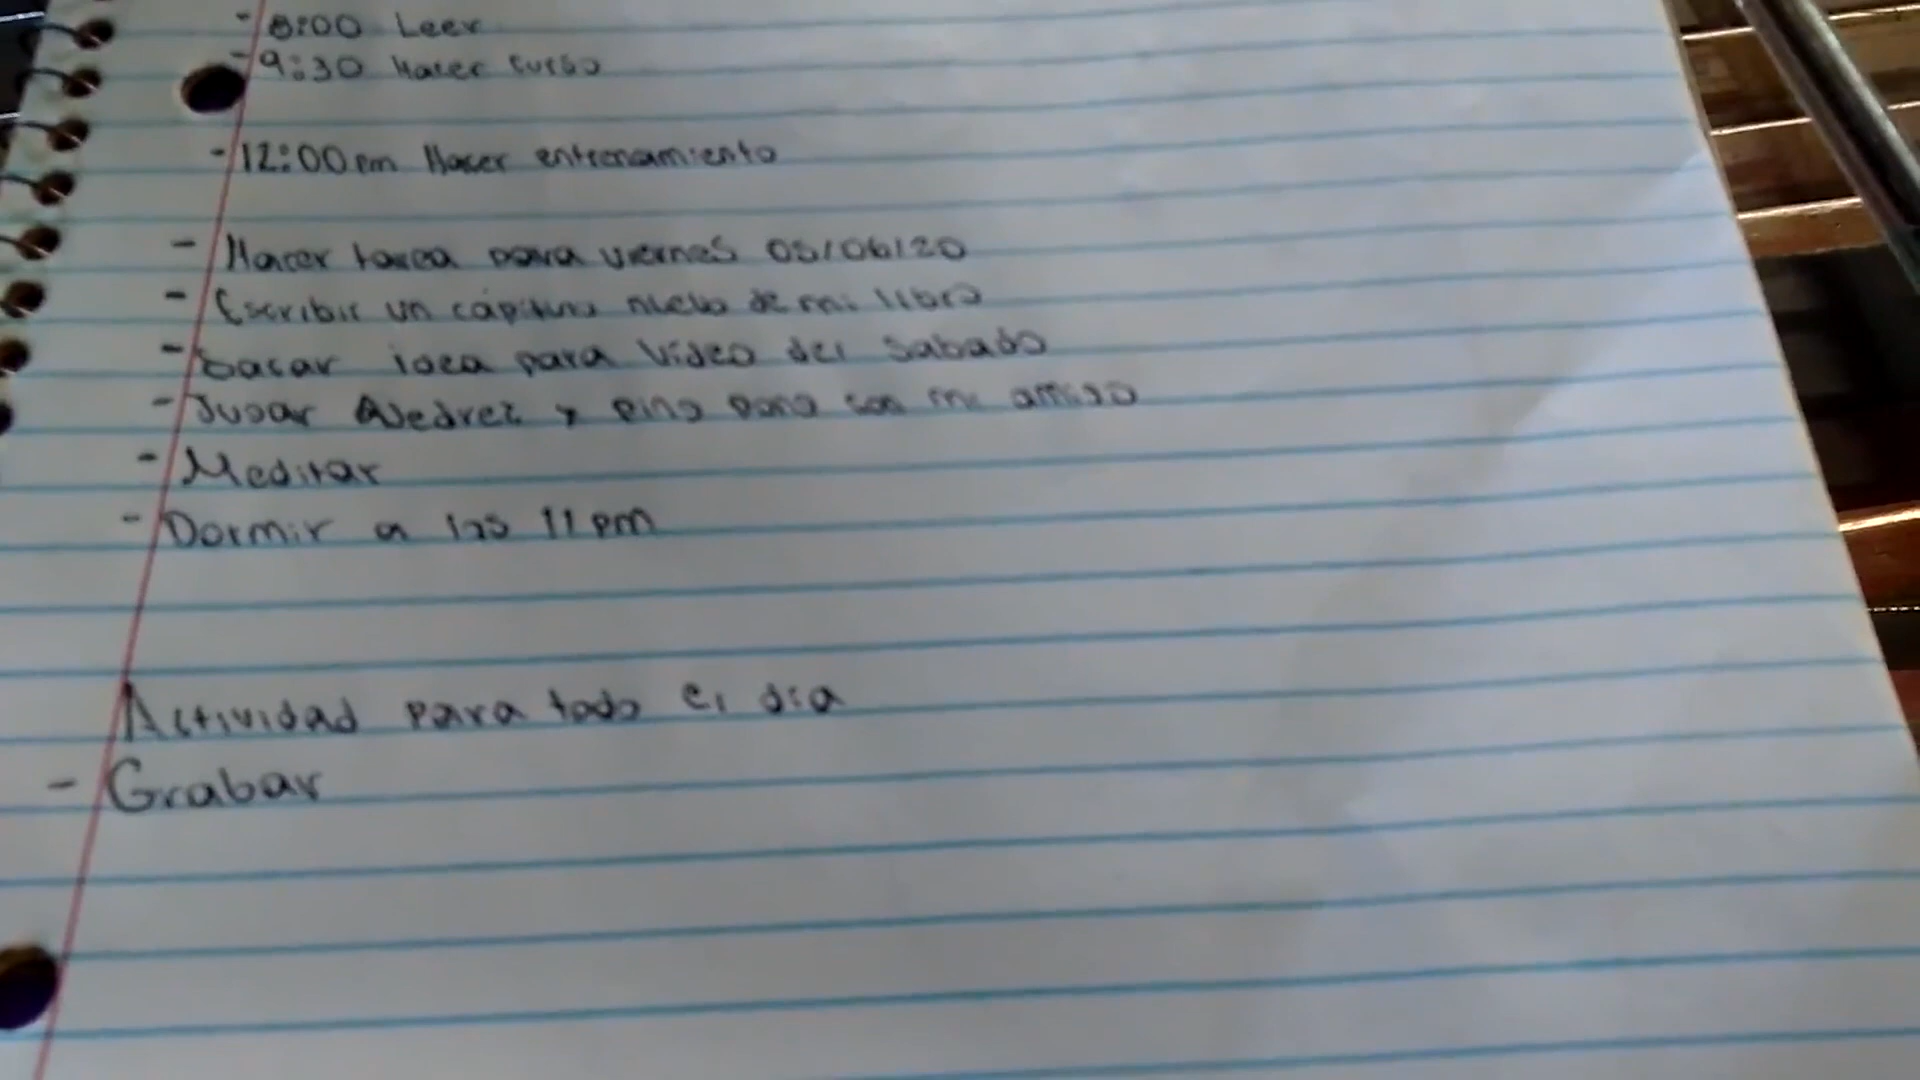 - 8:00 Leer
- 9:30 Hacer curso
- 12:00 pm Hacer entrenamiento
- Hacer tarea para viernes 05/06/20
- Escribir un cápitulo nuevo de mi libro
- Sacar idea para video del sabado
- Jugar Ajedrez y ping pong con mi amigo
- Meditar
- Dormir a las 11 pm
Actividad para todo el dia
- Grabar